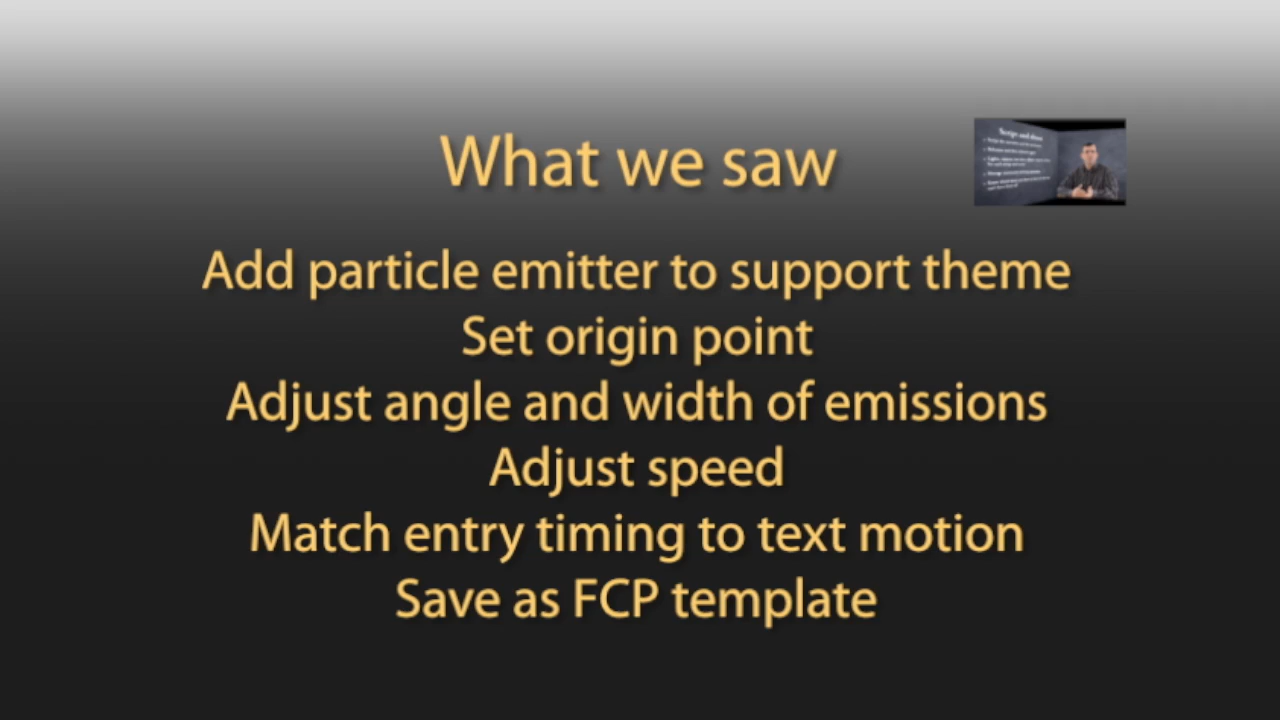 What we saw
Add particle emitter to support theme
Set origin point
Adjust angle and width of emissions
Adjust speed
Match entry timing to text motion
Save as FCP template